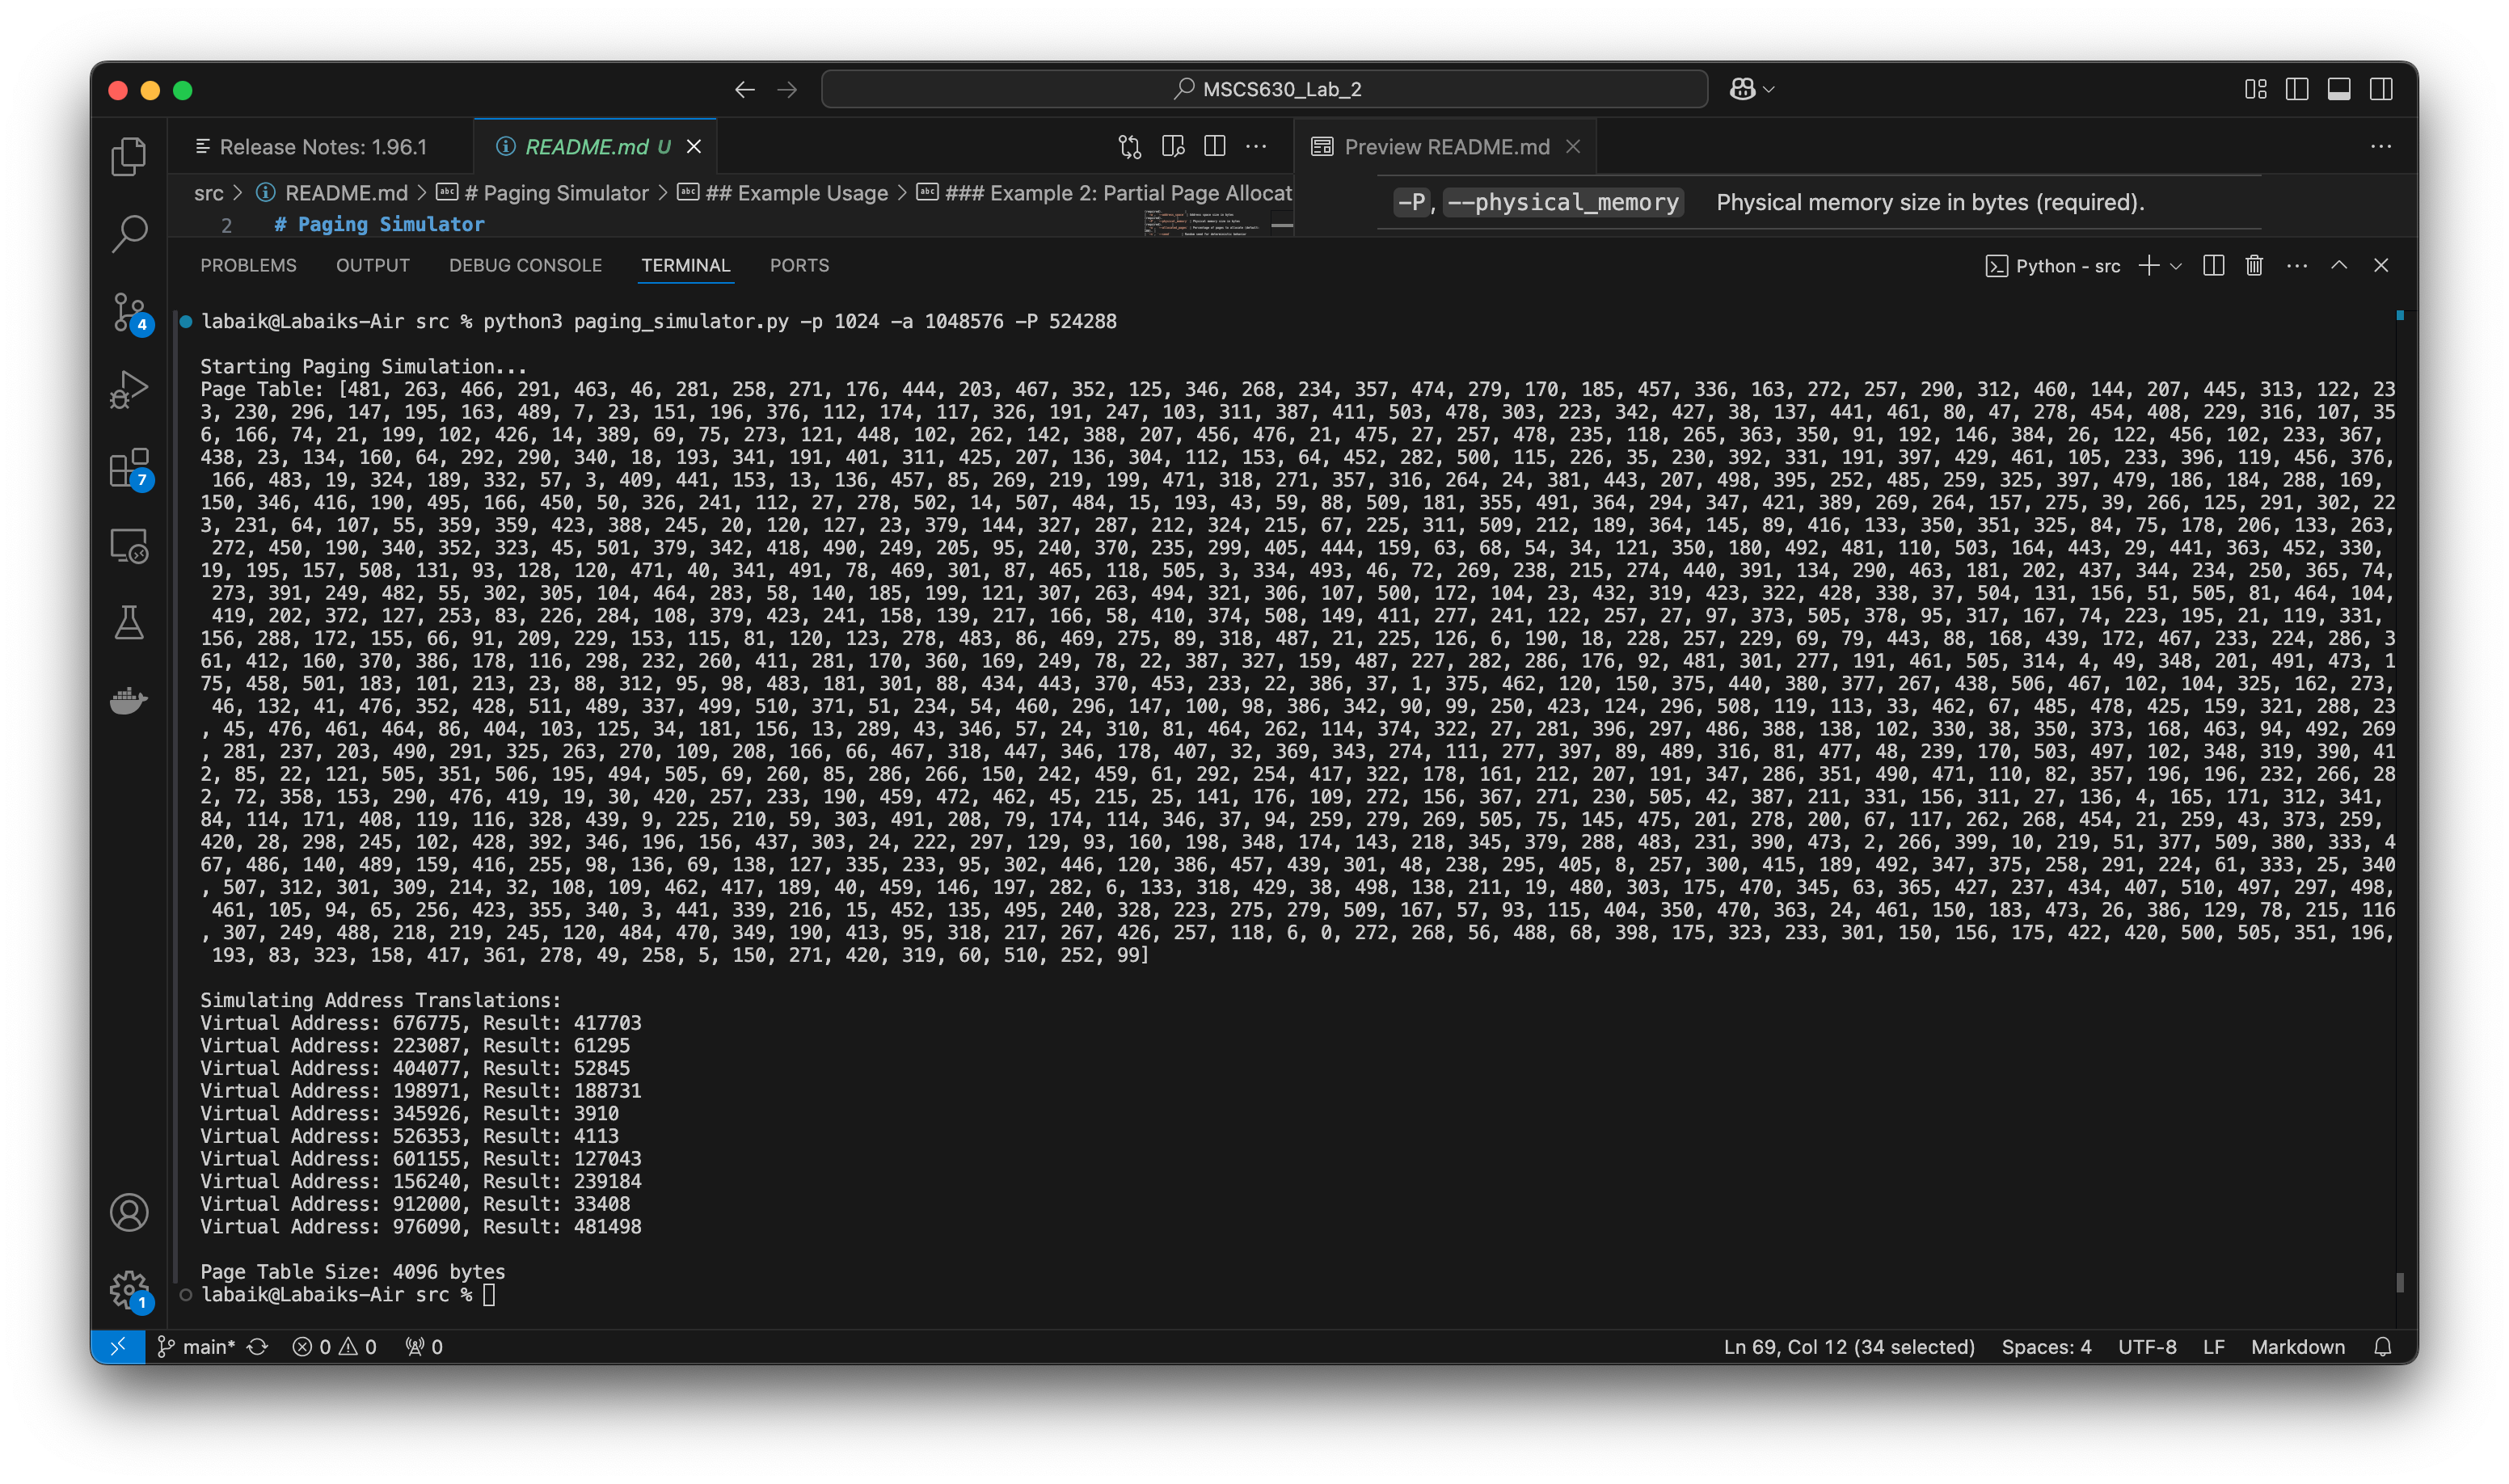 MSCS630_Lab_2
Release Notes: 1.96.1
README.md U
Preview README.md
src > README.md > # Paging Simulator > ## Example Usage > ### Example 2: Partial Page Allocat
2 # Paging Simulator
-P, --physical_memory Physical memory size in bytes (required).
PROBLEMS OUTPUT DEBUG CONSOLE TERMINAL PORTS
Python - src
labaik@Labaiks-Air src % python3 paging_simulator.py -p 1024 -a 1048576 -P 524288
Starting Paging Simulation...
Page Table: [481, 263, 466, 291, 463, 46, 281, 258, 271, 176, 444, 203, 467, 352, 125, 346, 268, 234, 357, 474, 279, 170, 185, 457, 336, 163, 272, 257, 290, 312, 460, 144, 207, 445, 313, 122, 23
3, 230, 296, 147, 195, 163, 489, 7, 23, 151, 196, 376, 112, 174, 117, 326, 191, 247, 103, 311, 387, 411, 503, 478, 303, 223, 342, 427, 38, 137, 441, 461, 80, 47, 278, 454, 408, 229, 316, 107, 35
6, 166, 74, 21, 199, 102, 426, 14, 389, 69, 75, 273, 121, 448, 102, 262, 142, 388, 207, 456, 476, 21, 475, 27, 257, 478, 235, 118, 265, 363, 350, 91, 192, 146, 384, 26, 122, 456, 102, 233, 367,
438, 23, 134, 160, 64, 292, 290, 340, 18, 193, 341, 191, 401, 311, 425, 207, 136, 304, 112, 153, 64, 452, 282, 500, 115, 226, 35, 230, 392, 331, 191, 397, 429, 461, 105, 233, 396, 119, 456, 376,
166, 483, 19, 324, 189, 332, 57, 3, 409, 441, 153, 13, 136, 457, 85, 269, 219, 199, 471, 318, 271, 357, 316, 264, 24, 381, 443, 207, 498, 395, 252, 485, 259, 325, 397, 479, 186, 184, 288, 169,
150, 346, 416, 190, 495, 166, 450, 50, 326, 241, 112, 27, 278, 502, 14, 507, 484, 15, 193, 43, 59, 88, 509, 181, 355, 491, 364, 294, 347, 421, 389, 269, 264, 157, 275, 39, 266, 125, 291, 302, 22
3, 231, 64, 107, 55, 359, 359, 423, 388, 245, 20, 120, 127, 23, 379, 144, 327, 287, 212, 324, 215, 67, 225, 311, 509, 212, 189, 364, 145, 89, 416, 133, 350, 351, 325, 84, 75, 178, 206, 133, 263,
272, 450, 190, 340, 352, 323, 45, 501, 379, 342, 418, 490, 249, 205, 95, 240, 370, 235, 299, 405, 444, 159, 63, 68, 54, 34, 121, 350, 180, 492, 481, 110, 503, 164, 443, 29, 441, 363, 452, 330,
19, 195, 157, 508, 131, 93, 128, 120, 471, 40, 341, 491, 78, 469, 301, 87, 465, 118, 505, 3, 334, 493, 46, 72, 269, 238, 215, 274, 440, 391, 134, 290, 463, 181, 202, 437, 344, 234, 250, 365, 74,
273, 391, 249, 482, 55, 302, 305, 104, 464, 283, 58, 140, 185, 199, 121, 307, 263, 494, 321, 306, 107, 500, 172, 104, 23, 432, 319, 423, 322, 428, 338, 37, 504, 131, 156, 51, 505, 81, 464, 104,
419, 202, 372, 127, 253, 83, 226, 284, 108, 379, 423, 241, 158, 139, 217, 166, 58, 410, 374, 508, 149, 411, 277, 241, 122, 257, 27, 97, 373, 505, 378, 95, 317, 167, 74, 223, 195, 21, 119, 331,
156, 288, 172, 155, 66, 91, 209, 229, 153, 115, 81, 120, 123, 278, 483, 86, 469, 275, 89, 318, 487, 21, 225, 126, 6, 190, 18, 228, 257, 229, 69, 79, 443, 88, 168, 439, 172, 467, 233, 224, 286, 3
61, 412, 160, 370, 386, 178, 116, 298, 232, 260, 411, 281, 170, 360, 169, 249, 78, 22, 387, 327, 159, 487, 227, 282, 286, 176, 92, 481, 301, 277, 191, 461, 505, 314, 4, 49, 348, 201, 491, 473, 1
75, 458, 501, 183, 101, 213, 23, 88, 312, 95, 98, 483, 181, 301, 88, 434, 443, 370, 453, 233, 22, 386, 37, 1, 375, 462, 120, 150, 375, 440, 380, 377, 267, 438, 506, 467, 102, 104, 325, 162, 273,
46, 132, 41, 476, 352, 428, 511, 489, 337, 499, 510, 371, 51, 234, 54, 460, 296, 147, 100, 98, 386, 342, 90, 99, 250, 423, 124, 296, 508, 119, 113, 33, 462, 67, 485, 478, 425, 159, 321, 288, 23
, 45, 476, 461, 464, 86, 404, 103, 125, 34, 181, 156, 13, 289, 43, 346, 57, 24, 310, 81, 464, 262, 114, 374, 322, 27, 281, 396, 297, 486, 388, 138, 102, 330, 38, 350, 373, 168, 463, 94, 492, 269
, 281, 237, 203, 490, 291, 325, 263, 270, 109, 208, 166, 66, 467, 318, 447, 346, 178, 407, 32, 369, 343, 274, 111, 277, 397, 89, 489, 316, 81, 477, 48, 239, 170, 503, 497, 102, 348, 319, 390, 41
2, 85, 22, 121, 505, 351, 506, 195, 494, 505, 69, 260, 85, 286, 266, 150, 242, 459, 61, 292, 254, 417, 322, 178, 161, 212, 207, 191, 347, 286, 351, 490, 471, 110, 82, 357, 196, 196, 232, 266, 28
2, 72, 358, 153, 290, 476, 419, 19, 30, 420, 257, 233, 190, 459, 472, 462, 45, 215, 25, 141, 176, 109, 272, 156, 367, 271, 230, 505, 42, 387, 211, 331, 156, 311, 27, 136, 4, 165, 171, 312, 341,
84, 114, 171, 408, 119, 116, 328, 439, 9, 225, 210, 59, 303, 491, 208, 79, 174, 114, 346, 37, 94, 259, 279, 269, 505, 75, 145, 475, 201, 278, 200, 67, 117, 262, 268, 454, 21, 259, 43, 373, 259,
420, 28, 298, 245, 102, 428, 392, 346, 196, 156, 437, 303, 24, 222, 297, 129, 93, 160, 198, 348, 174, 143, 218, 345, 379, 288, 483, 231, 390, 473, 2, 266, 399, 10, 219, 51, 377, 509, 380, 333, 4
67, 486, 140, 489, 159, 416, 255, 98, 136, 69, 138, 127, 335, 233, 95, 302, 446, 120, 386, 457, 439, 301, 48, 238, 295, 405, 8, 257, 300, 415, 189, 492, 347, 375, 258, 291, 224, 61, 333, 25, 340
, 507, 312, 301, 309, 214, 32, 108, 109, 462, 417, 189, 40, 459, 146, 197, 282, 6, 133, 318, 429, 38, 498, 138, 211, 19, 480, 303, 175, 470, 345, 63, 365, 427, 237, 434, 407, 510, 497, 297, 498,
461, 105, 94, 65, 256, 423, 355, 340, 3, 441, 339, 216, 15, 452, 135, 495, 240, 328, 223, 275, 279, 509, 167, 57, 93, 115, 404, 350, 470, 363, 24, 461, 150, 183, 473, 26, 386, 129, 78, 215, 116
, 307, 249, 488, 218, 219, 245, 120, 484, 470, 349, 190, 413, 95, 318, 217, 267, 426, 257, 118, 6, 0, 272, 268, 56, 488, 68, 398, 175, 323, 233, 301, 150, 156, 175, 422, 420, 500, 505, 351, 196,
193, 83, 323, 158, 417, 361, 278, 49, 258, 5, 150, 271, 420, 319, 60, 510, 252, 99]
Simulating Address Translations:
Virtual Address: 676775, Result: 417703
Virtual Address: 223087, Result: 61295
Virtual Address: 404077, Result: 52845
Virtual Address: 198971, Result: 188731
Virtual Address: 345926, Result: 3910
Virtual Address: 526353, Result: 4113
Virtual Address: 601155, Result: 127043
Virtual Address: 156240, Result: 239184
Virtual Address: 912000, Result: 33408
Virtual Address: 976090, Result: 481498
Page Table Size: 4096 bytes
labaik@Labaiks-Air src %
4
7
1
main* 0 0 0
Ln 69, Col 12 (34 selected) Spaces: 4 UTF-8 LF Markdown